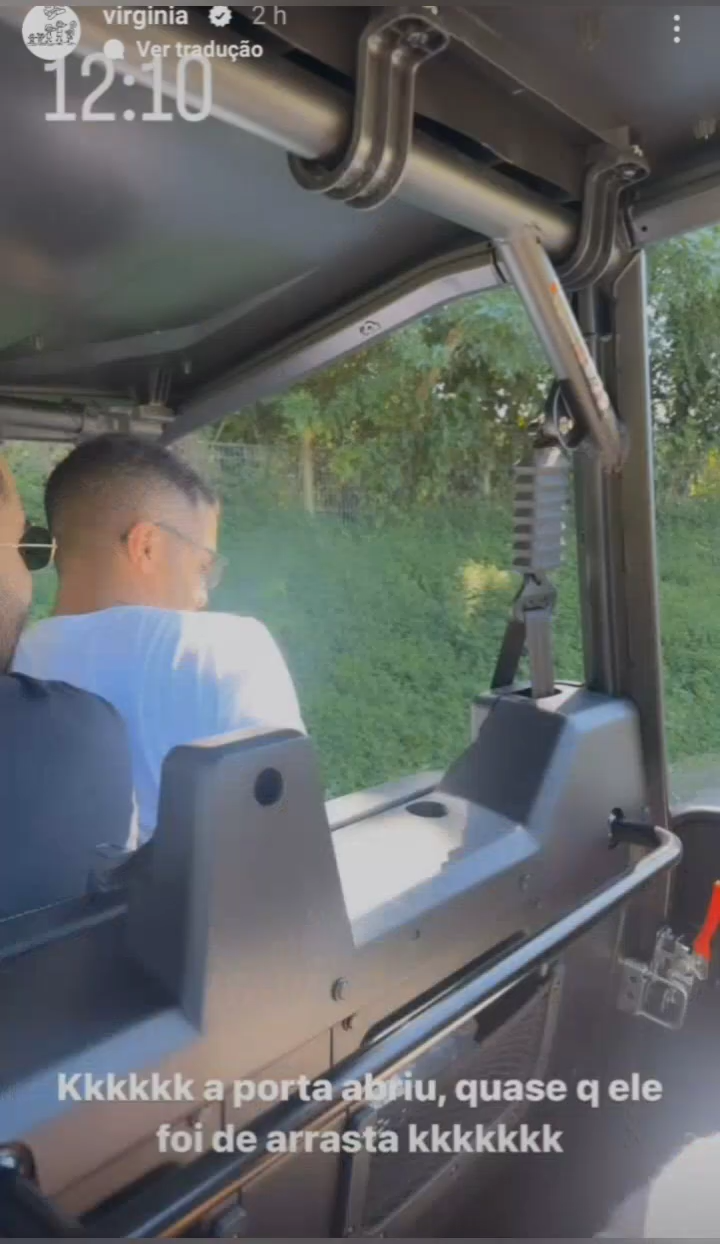 virginia 2 h
Ver tradução
12:10
Kkkkkk a porta abriu, quase q ele
foi de arrasta kkkkkkk